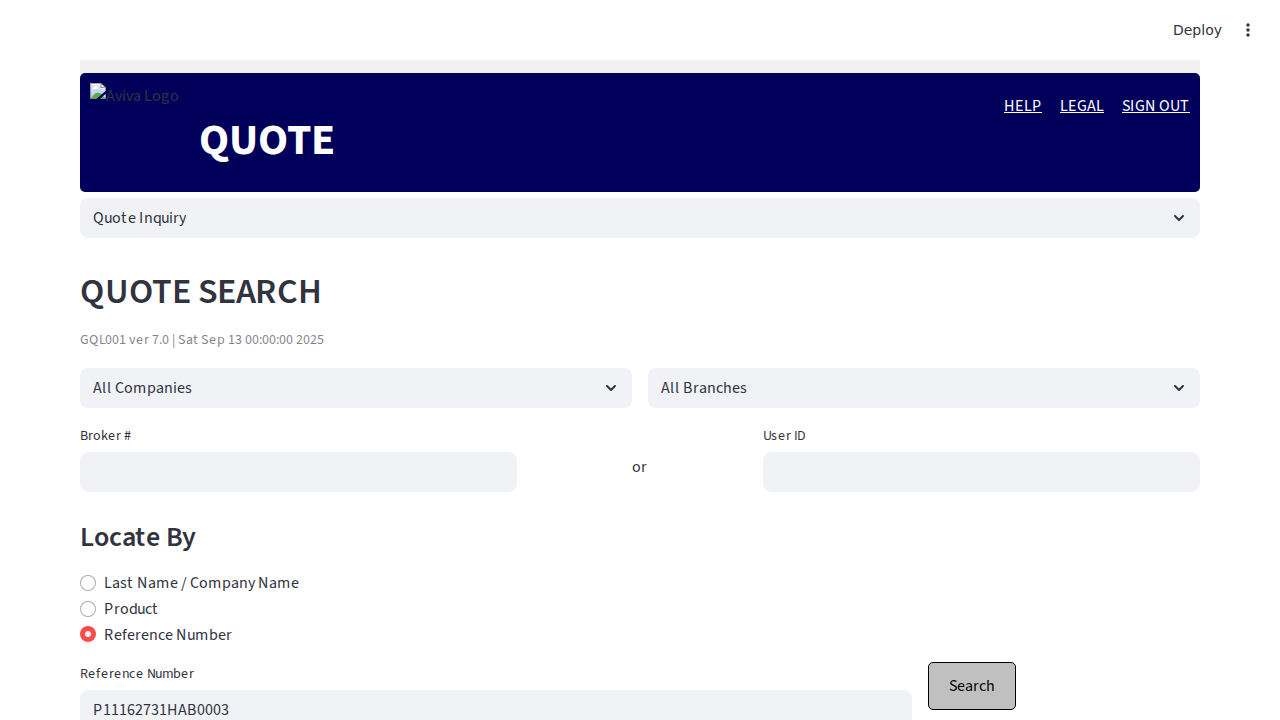 Deploy
Aviva Logo
HELP LEGAL SIGN OUT
QUOTE
Quote Inquiry
QUOTE SEARCH
GQL001 ver 7.0 | Sat Sep 13 00:00:00 2025
All Companies
All Branches
Broker #
User ID
or
Locate By
Last Name / Company Name
Product
Reference Number
Reference Number
Search
P11162731HAB0003